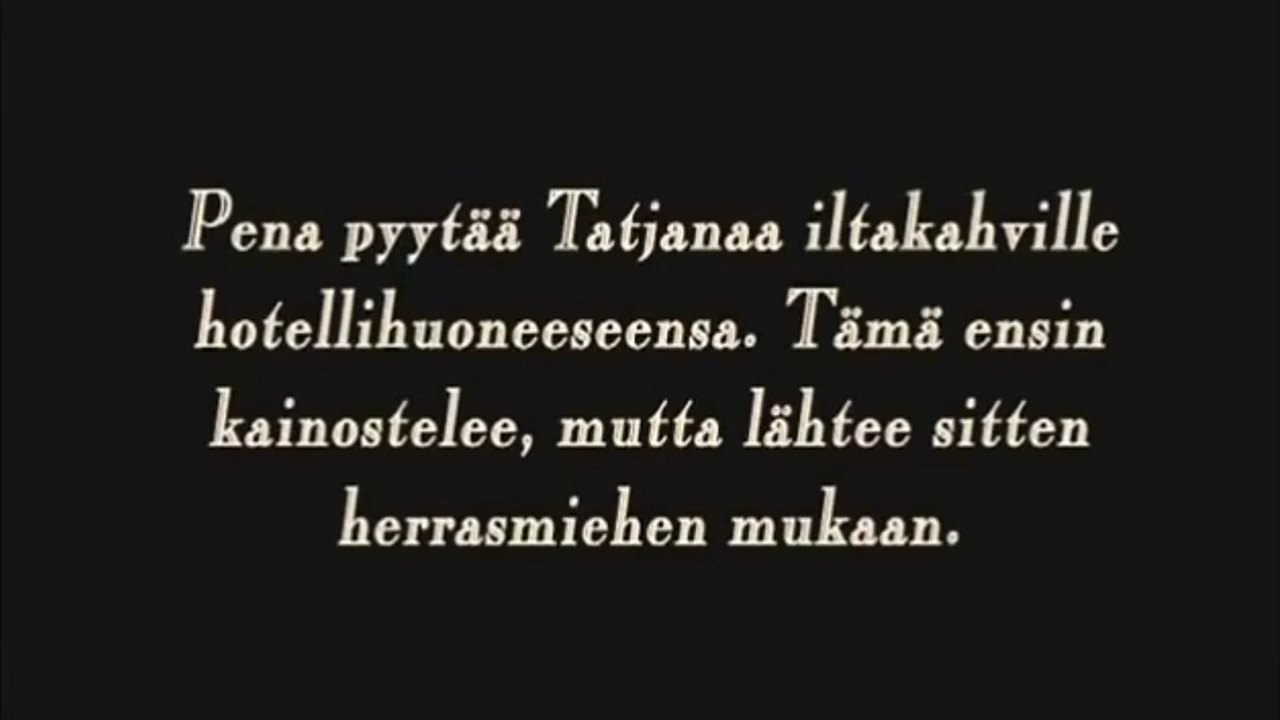 Pena pyytää Tatjanaa iltakahville
hotellihuoneeseensa. Tämä ensin
kainostelee, mutta lähtee sitten
herrasmiehen mukaan.